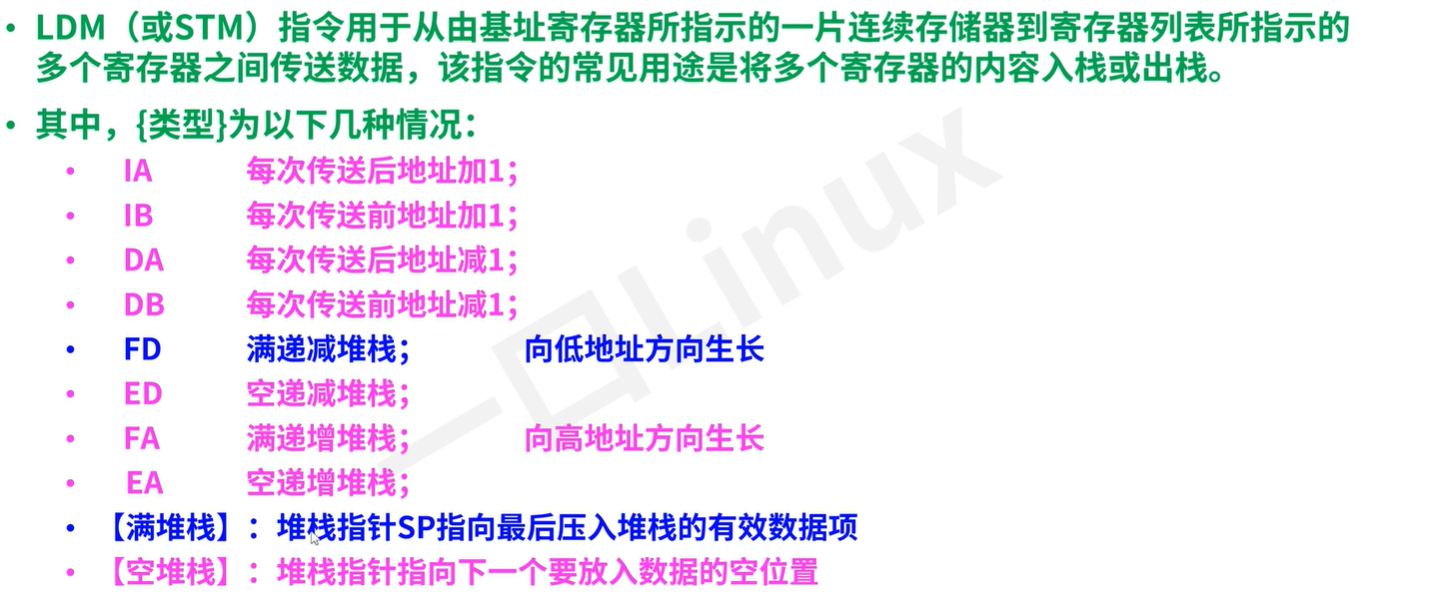 • LDM（或STM）指令用于从由基址寄存器所指示的一片连续存储器到寄存器列表所指示的
多个寄存器之间传送数据，该指令的常见用途是将多个寄存器的内容入栈或出栈。
• 其中，{类型}为以下几种情况：
• IA 每次传送后地址加1；
• IB 每次传送前地址加1；
• DA 每次传送后地址减1；
• DB 每次传送前地址减1；
• FD 满递减堆栈； 向低地址方向生长
• ED 空递减堆栈；
• FA 满递增堆栈； 向高地址方向生长
• EA 空递增堆栈；
• 【满堆栈】：堆栈指针SP指向最后压入堆栈的有效数据项
• 【空堆栈】：堆栈指针指向下一个要放入数据的空位置
一口Linux